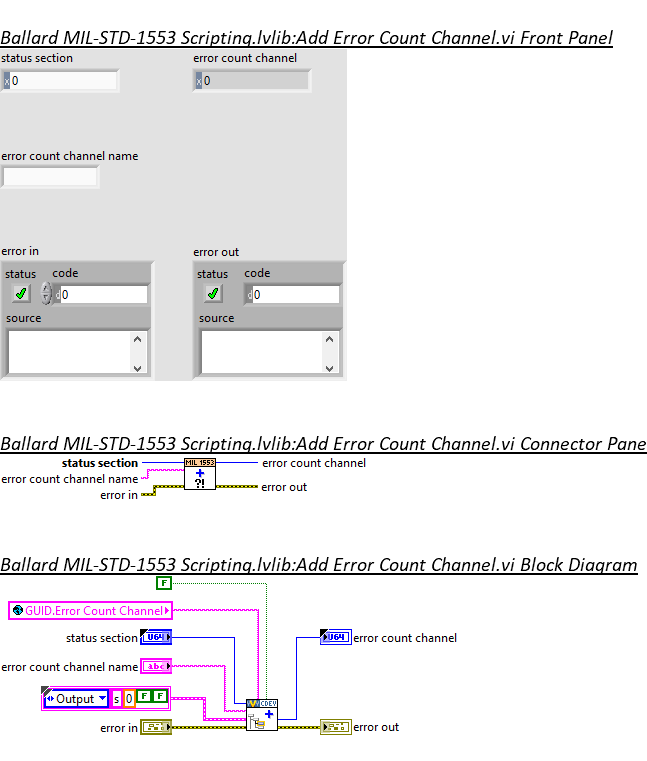 Ballard MIL-STD-1553 Scripting.lvlib:Add Error Count Channel.vi Front Panel
status section error count channel
x 0 x 0
error count channel name
error in error out
status code status code
d 0 d 0
source source
Ballard MIL-STD-1553 Scripting.lvlib:Add Error Count Channel.vi Connector Pane
status section MIL 1553 error count channel
error count channel name
?!
error in error out
Ballard MIL-STD-1553 Scripting.lvlib:Add Error Count Channel.vi Block Diagram
F
GUID.Error Count Channel
status section U64 U64 error count channel
error count channel name abc
Output s 0 F F
CDEV
error in error out